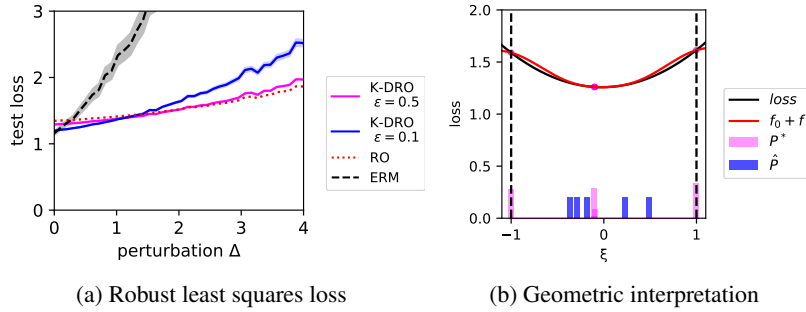 3
2
1
0
0
1
2
3
4
test loss
perturbation Δ
K-DRO
ε = 0.5
K-DRO
ε = 0.1
RO
ERM
(a) Robust least squares loss
2.0
1.5
1.0
0.5
0.0
−1
0
1
loss
ξ
loss
f₀ + f
P*
P̂
(b) Geometric interpretation